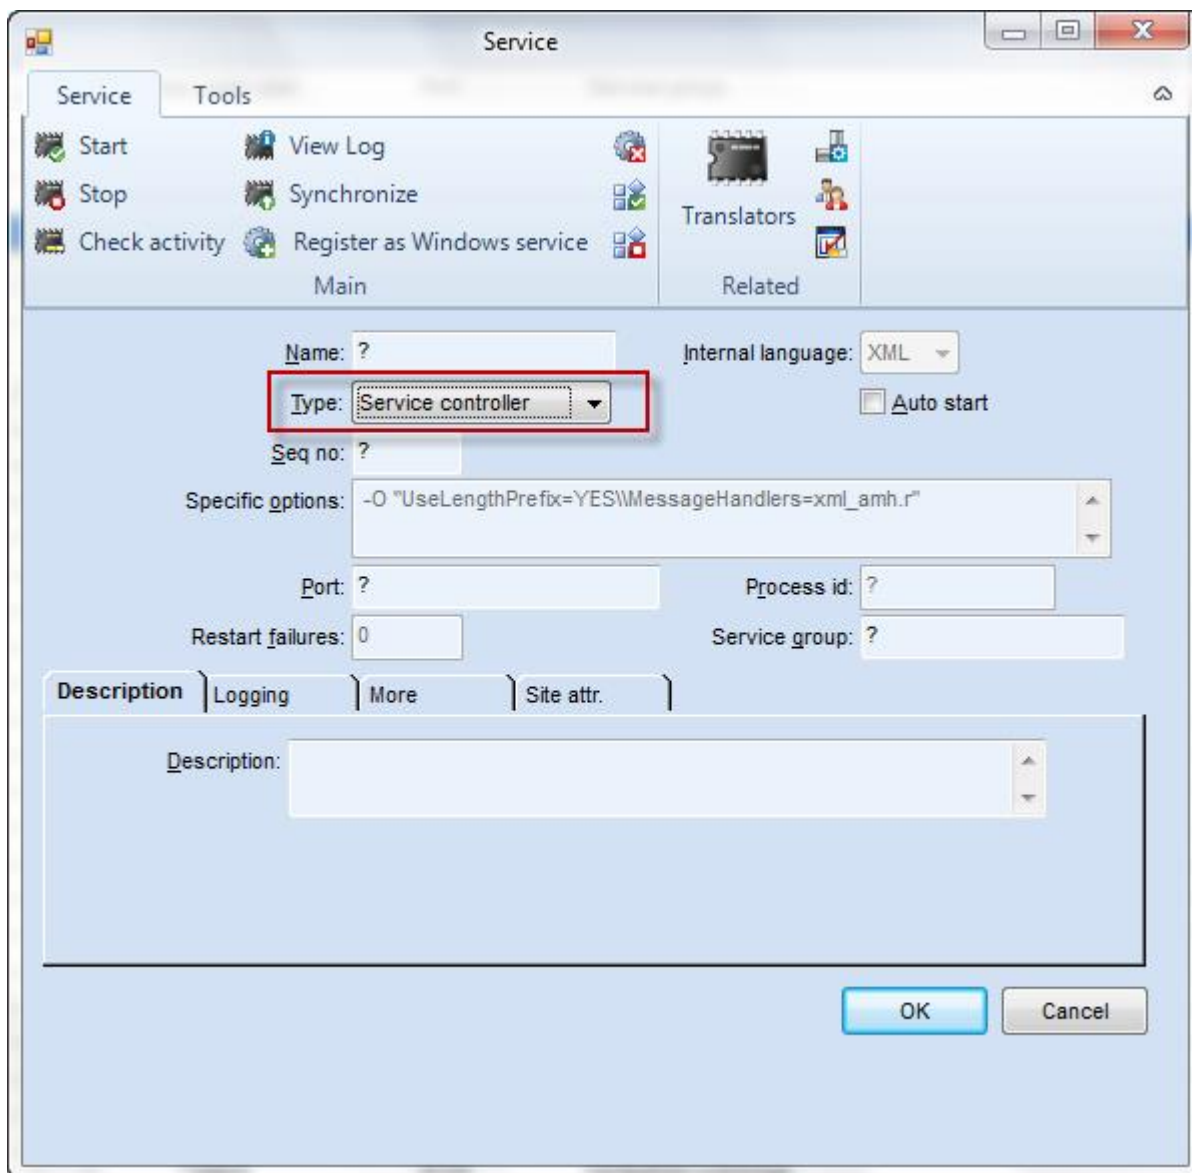 Service
Service Tools
Start View Log
Stop Synchronize
Translators
Check activity Register as Windows service
Main Related
Name: ? Internal language: XML
Type: Service controller Auto start
Seq no: ?
Specific options: -O "UseLengthPrefix=YES\\MessageHandlers=xml_amh.r"
Port: ? Process id: ?
Restart failures: 0 Service group: ?
Description Logging More Site attr.
Description:
OK Cancel